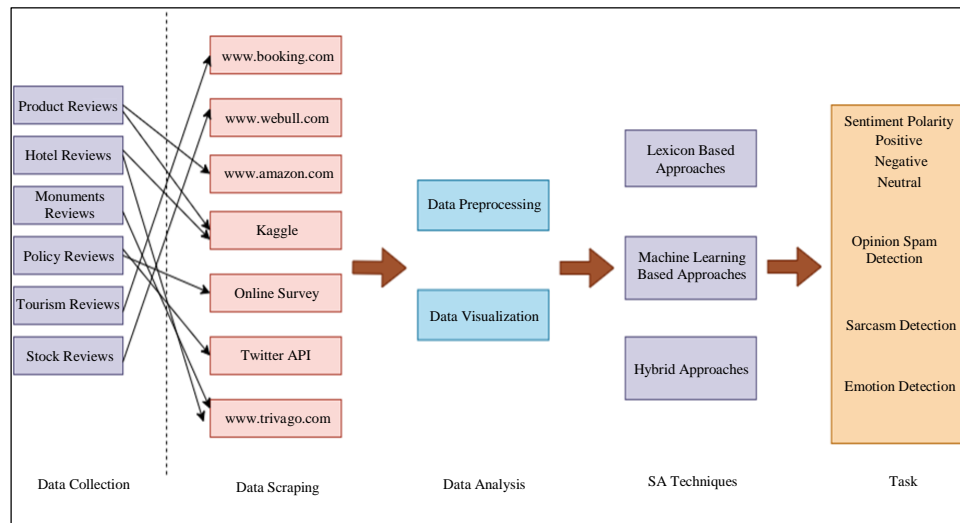 Product Reviews
Hotel Reviews
Monuments
Reviews
Policy Reviews
Tourism Reviews
Stock Reviews
Data Collection
www.booking.com
www.webull.com
www.amazon.com
Kaggle
Online Survey
Twitter API
www.trivago.com
Data Scraping
Data Preprocessing
Data Visualization
Data Analysis
Lexicon Based
Approaches
Machine Learning
Based Approaches
Hybrid Approaches
SA Techniques
Sentiment Polarity
Positive
Negative
Neutral
Opinion Spam
Detection
Sarcasm Detection
Emotion Detection
Task